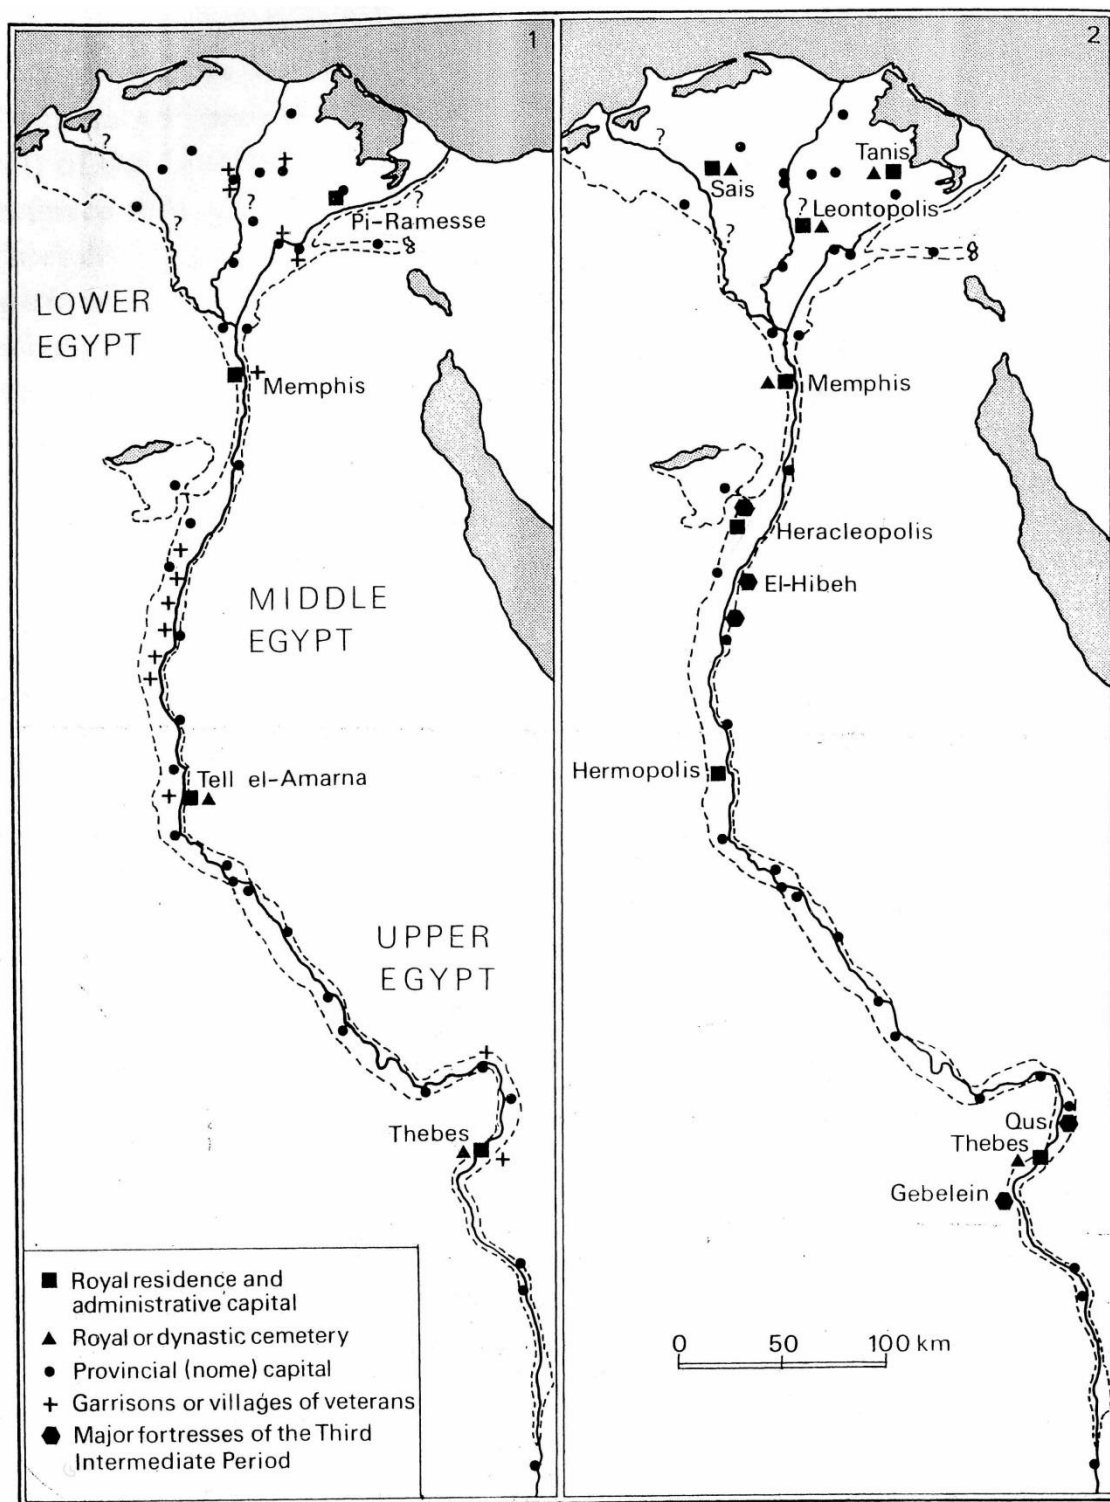 1
?
?
?
?
Pi-Ramesse
LOWER
EGYPT
Memphis
MIDDLE
EGYPT
Tell el-Amarna
UPPER
EGYPT
Thebes
Royal residence and
administrative capital
Royal or dynastic cemetery
Provincial (nome) capital
Garrisons or villages of veterans
Major fortresses of the Third
Intermediate Period
2
?
Tanis
Sais
?
Leontopolis
?
Memphis
Heracleopolis
El-Hibeh
Hermopolis
Qus
Thebes
Gebelein
0 50 100 km